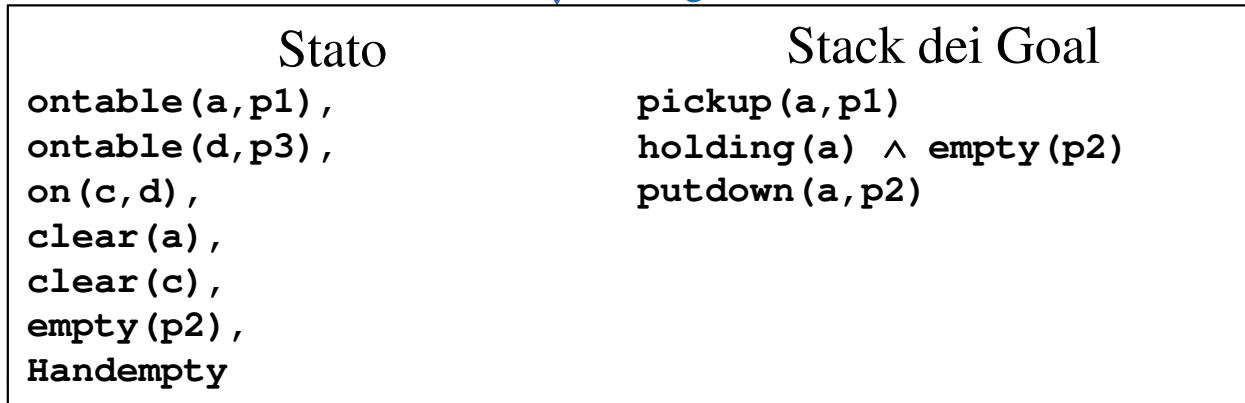 Stato
ontable(a,p1),
ontable(d,p3),
on(c,d),
clear(a),
clear(c),
empty(p2),
Handempty
Stack dei Goal
pickup(a,p1)
holding(a) ∧ empty(p2)
putdown(a,p2)